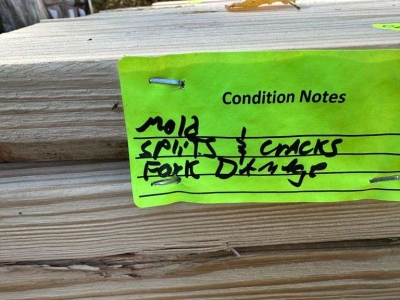 Condition Notes
Mold
Splits & Cracks
Fork Damage